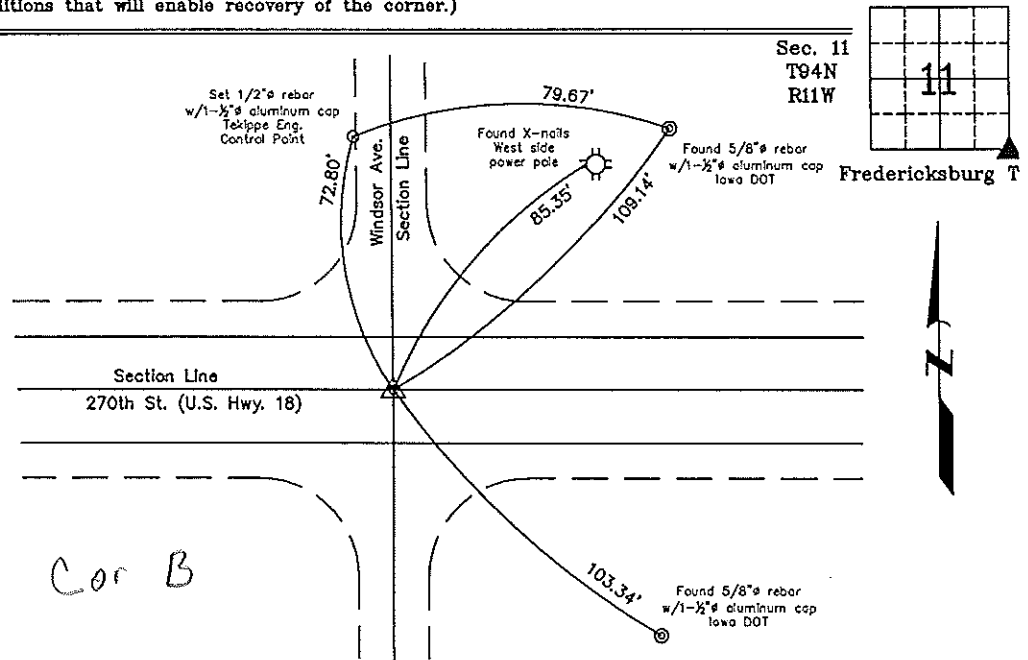 ditions that will enable recovery of the corner.)
Sec. 11
T94N
R11W
11
Fredericksburg T
Set 1/2"ø rebar
w/1-½"ø aluminum cap
Tekippe Eng.
Control Point
79.67'
Found X-nails
West side
power pole
Found 5/8"ø rebar
w/1-½"ø aluminum cap
Iowa DOT
72.80'
Windsor Ave.
Section Line
85.35'
109.14'
N
Section Line
270th St. (U.S. Hwy. 18)
Cor B
103.34'
Found 5/8"ø rebar
w/1-½"ø aluminum cap
Iowa DOT